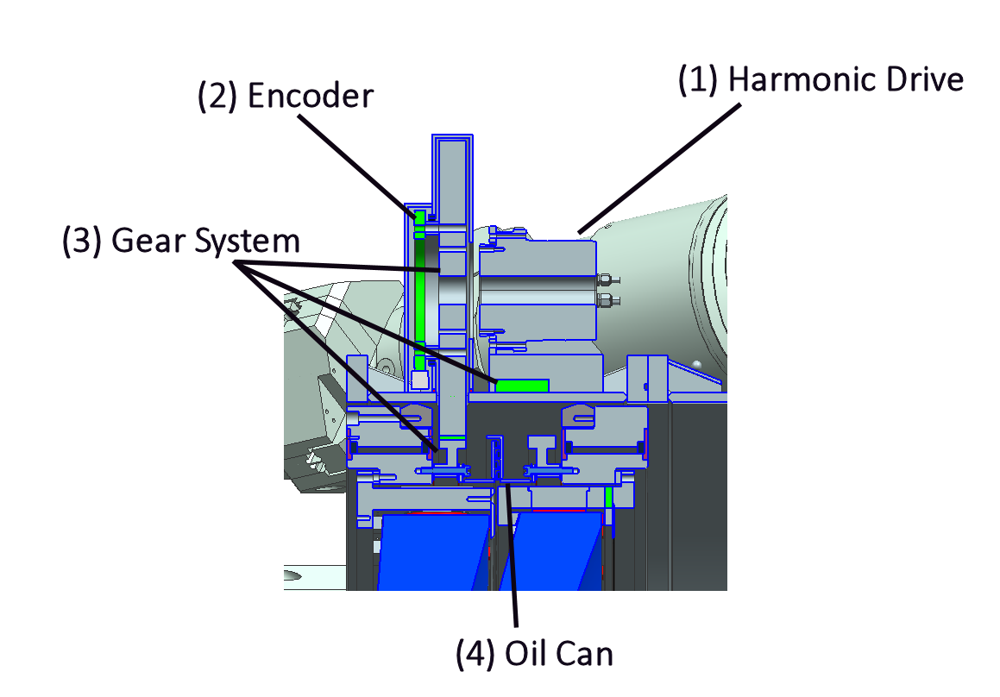 (1) Harmonic Drive
(2) Encoder
(3) Gear System
(4) Oil Can